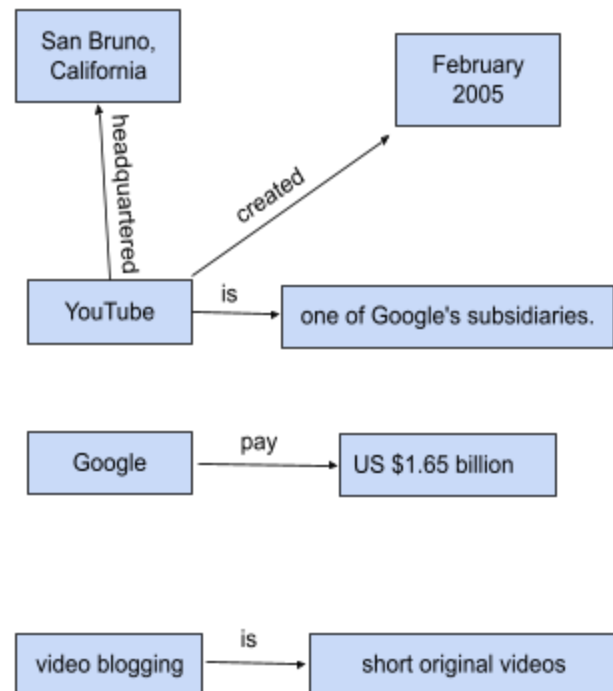 San Bruno,
California
February
2005
headquartered
created
YouTube
is
one of Google's subsidiaries.
Google
pay
US $1.65 billion
video blogging
is
short original videos